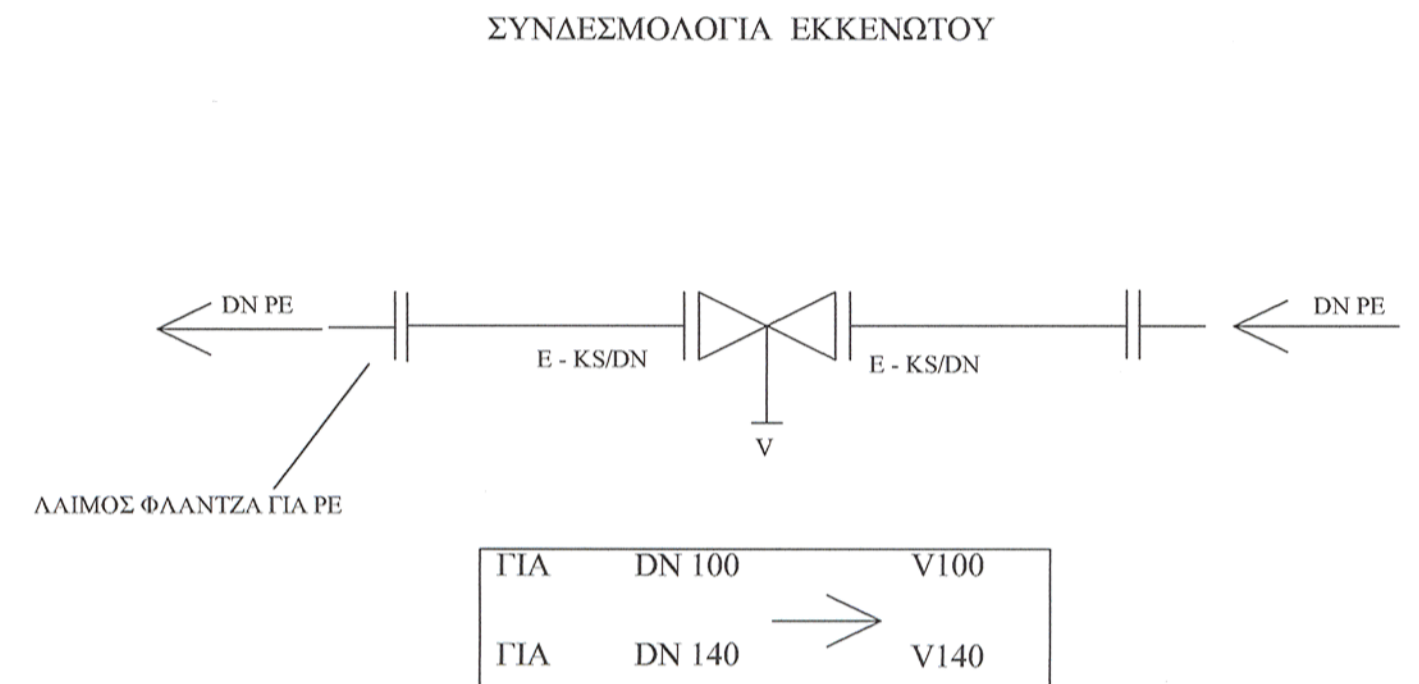 ΣΥΝΔΕΣΜΟΛΟΓΙΑ ΕΚΚΕΝΩΤΟΥ
DN PE
DN PE
E - KS/DN
E - KS/DN
V
ΛΑΙΜΟΣ ΦΛΑΝΤΖΑ ΓΙΑ PE
ΓΙΑ DN 100 V100
ΓΙΑ DN 140 V140